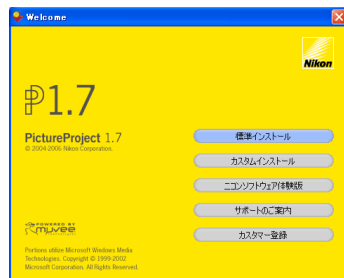 Welcome
Nikon
P1.7
PictureProject 1.7
© 2004-2006 Nikon Corporation.
標準インストール
カスタムインストール
ニコンソフトウェア体験版
サポートのご案内
カスタマー登録
POWERED BY
muvee
Portions utilize Microsoft Windows Media
Technologies. Copyright © 1999-2002
Microsoft Corporation. All Rights Reserved.